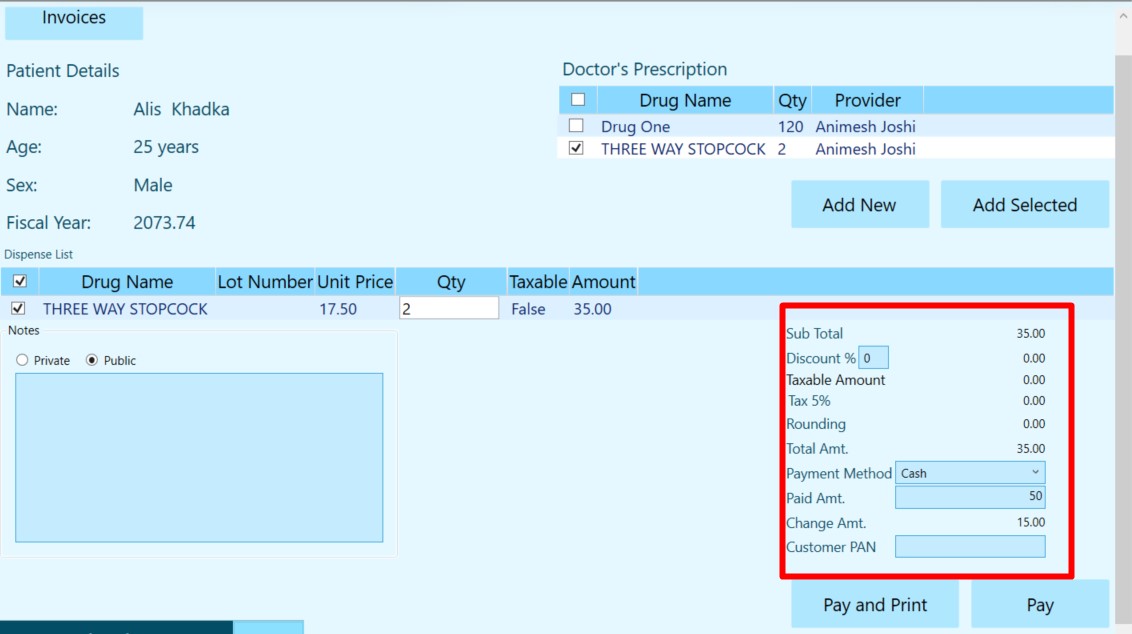 Invoices
Patient Details
Name: Alis Khadka
Age: 25 years
Sex: Male
Fiscal Year: 2073.74
Doctor's Prescription
Drug Name Qty Provider
Drug One 120 Animesh Joshi
THREE WAY STOPCOCK 2 Animesh Joshi
Add New Add Selected
Dispense List
Drug Name Lot Number Unit Price Qty Taxable Amount
THREE WAY STOPCOCK 17.50 2 False 35.00
Notes
Private Public
Sub Total 35.00
Discount % 0 0.00
Taxable Amount 0.00
Tax 5% 0.00
Rounding 0.00
Total Amt. 35.00
Payment Method Cash
Paid Amt. 50
Change Amt. 15.00
Customer PAN
Pay and Print Pay